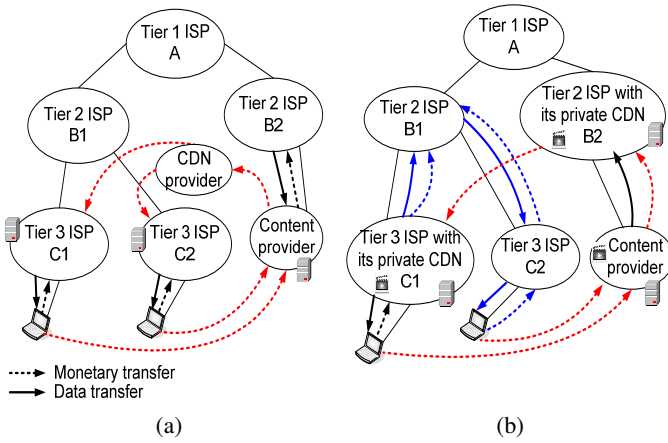 Tier 1 ISP
A
Tier 2 ISP
B1
Tier 2 ISP
B2
CDN
provider
Tier 3 ISP
C1
Tier 3 ISP
C2
Content
provider
Monetary transfer
Data transfer
(a)
Tier 1 ISP
A
Tier 2 ISP
B1
Tier 2 ISP with
its private CDN
B2
Tier 3 ISP with
its private CDN
C1
Tier 3 ISP
C2
Content
provider
(b)